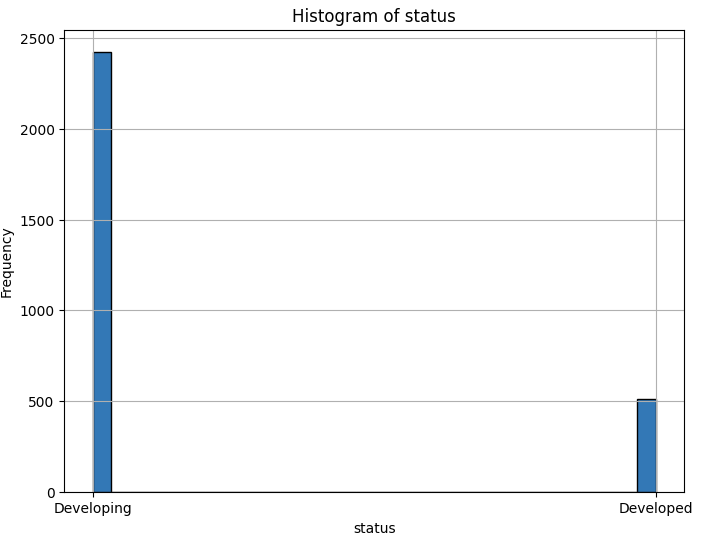 Histogram of status
2500
2000
1500
1000
500
0
Frequency
Developing
Developed
status